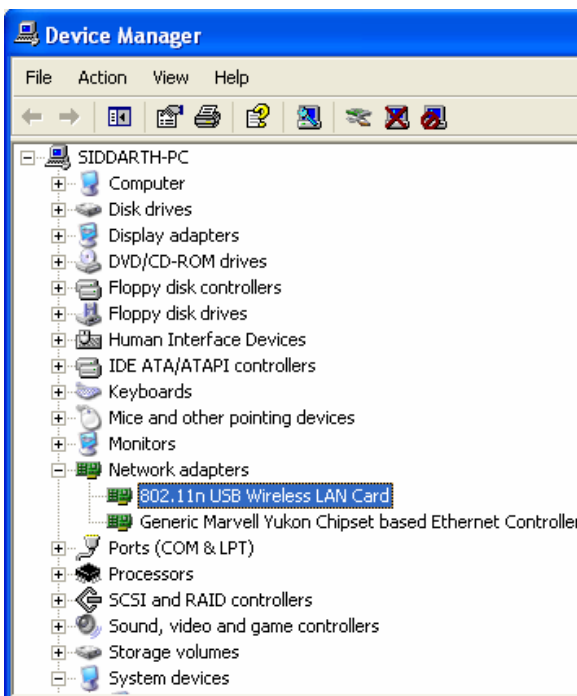 Device Manager
File Action View Help
SIDDARTH-PC
Computer
Disk drives
Display adapters
DVD/CD-ROM drives
Floppy disk controllers
Floppy disk drives
Human Interface Devices
IDE ATA/ATAPI controllers
Keyboards
Mice and other pointing devices
Monitors
Network adapters
802.11n USB Wireless LAN Card
Generic Marvell Yukon Chipset based Ethernet Controller
Ports (COM & LPT)
Processors
SCSI and RAID controllers
Sound, video and game controllers
Storage volumes
System devices